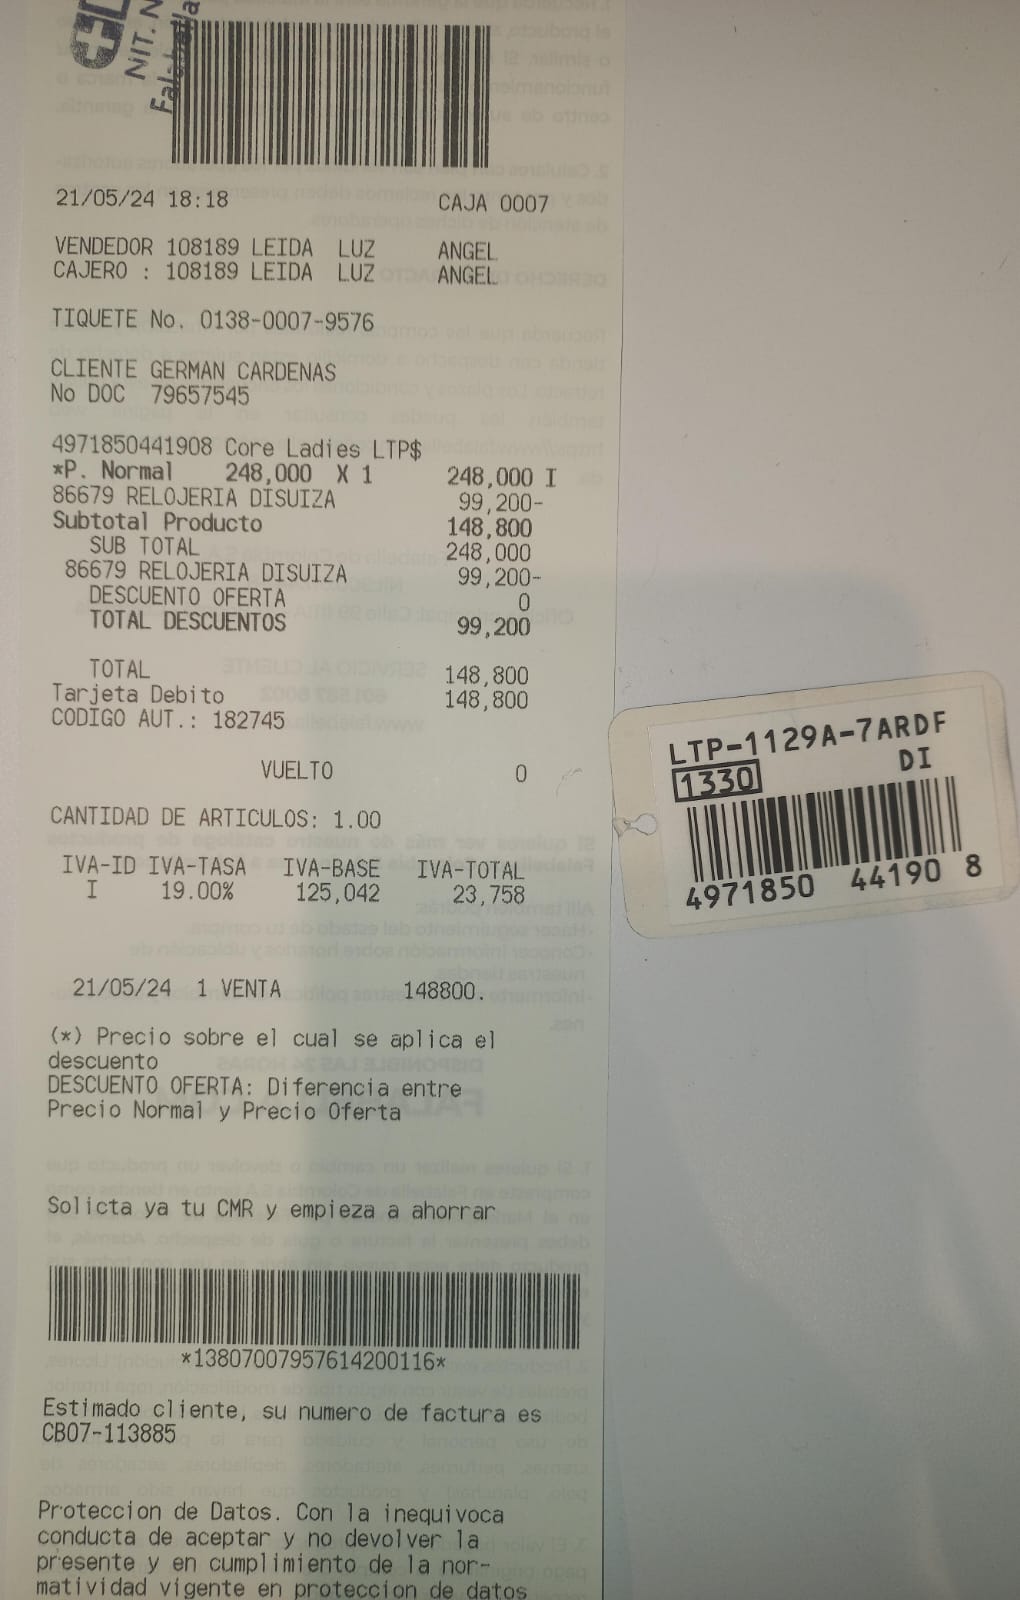 NIT. N
Falabella
21/05/24 18:18 CAJA 0007
VENDEDOR 108189 LEIDA LUZ ANGEL
CAJERO : 108189 LEIDA LUZ ANGEL
TIQUETE No. 0138-0007-9576
CLIENTE GERMAN CARDENAS
No DOC 79657545
4971850441908 Core Ladies LTP$
*P. Normal 248,000 X 1 248,000 I
86679 RELOJERIA DISUIZA 99,200-
Subtotal Producto 148,800
SUB TOTAL 248,000
86679 RELOJERIA DISUIZA 99,200-
DESCUENTO OFERTA 0
TOTAL DESCUENTOS 99,200
TOTAL 148,800
Tarjeta Debito 148,800
CODIGO AUT.: 182745
VUELTO 0
CANTIDAD DE ARTICULOS: 1.00
IVA-ID IVA-TASA IVA-BASE IVA-TOTAL
I 19.00% 125,042 23,758
21/05/24 1 VENTA 148800.
(*) Precio sobre el cual se aplica el
descuento
DESCUENTO OFERTA: Diferencia entre
Precio Normal y Precio Oferta
Solicta ya tu CMR y empieza a ahorrar
*13807007957614200116*
Estimado cliente, su numero de factura es
CB07-113885
Proteccion de Datos. Con la inequivoca
conducta de aceptar y no devolver la
presente y en cumplimiento de la nor-
matividad vigente en proteccion de datos
LTP-1129A-7ARDF
1330 DI
4971850 44190 8